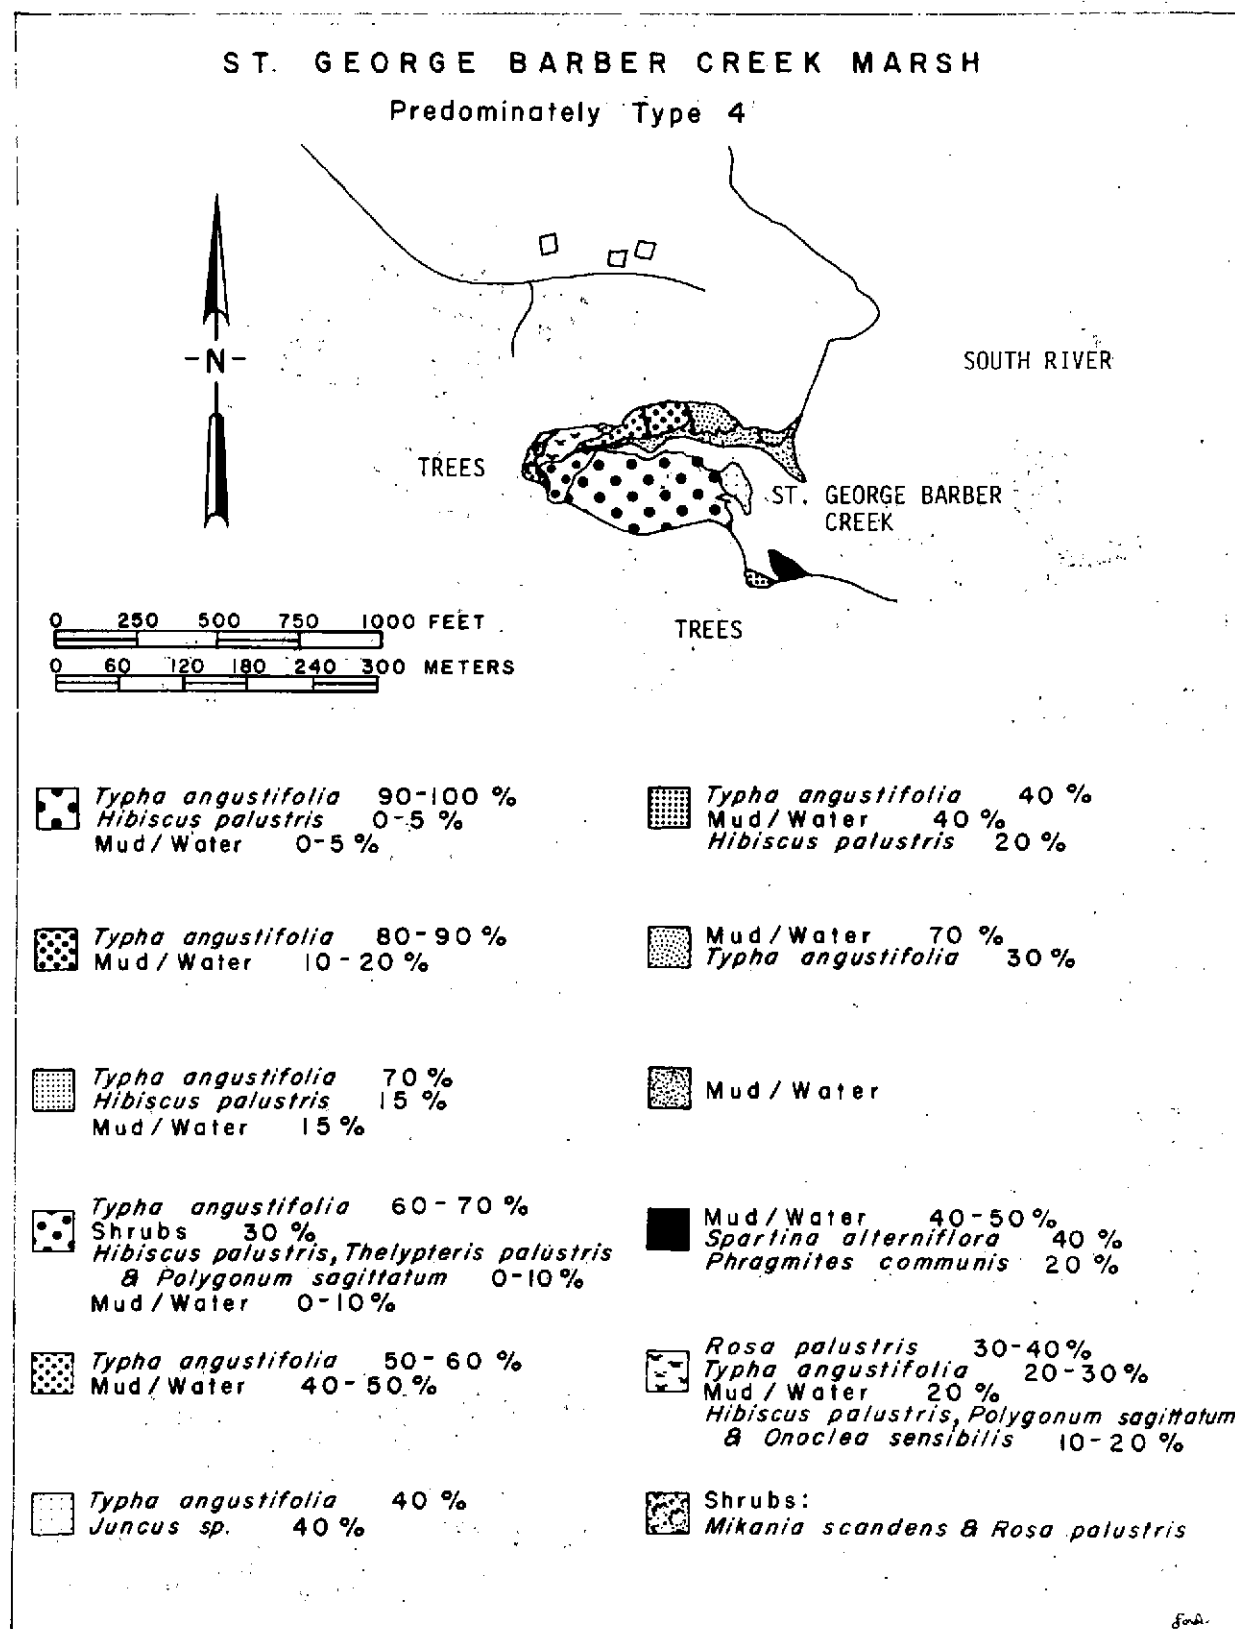 ST. GEORGE BARBER CREEK MARSH
Predominately Type 4
-N-
SOUTH RIVER
TREES
ST. GEORGE BARBER
CREEK
TREES
0 250 500 750 1000 FEET
0 60 120 180 240 300 METERS
Typha angustifolia 90-100 %
Hibiscus palustris 0-5 %
Mud/Water 0-5 %
Typha angustifolia 80-90 %
Mud/Water 10-20 %
Typha angustifolia 70 %
Hibiscus palustris 15 %
Mud/Water 15 %
Typha angustifolia 60-70 %
Shrubs 30 %
Hibiscus palustris, Thelypteris palustris
& Polygonum sagittatum 0-10 %
Mud/Water 0-10 %
Typha angustifolia 50-60 %
Mud/Water 40-50 %
Typha angustifolia 40 %
Juncus sp. 40 %
Typha angustifolia 40 %
Mud/Water 40 %
Hibiscus palustris 20 %
Mud/Water 70 %
Typha angustifolia 30 %
Mud/Water
Mud/Water 40-50 %
Spartina alterniflora 40 %
Phragmites communis 20 %
Rosa palustris 30-40 %
Typha angustifolia 20-30 %
Mud/Water 20 %
Hibiscus palustris, Polygonum sagittatum
& Onoclea sensibilis 10-20 %
Shrubs:
Mikania scandens & Rosa palustris